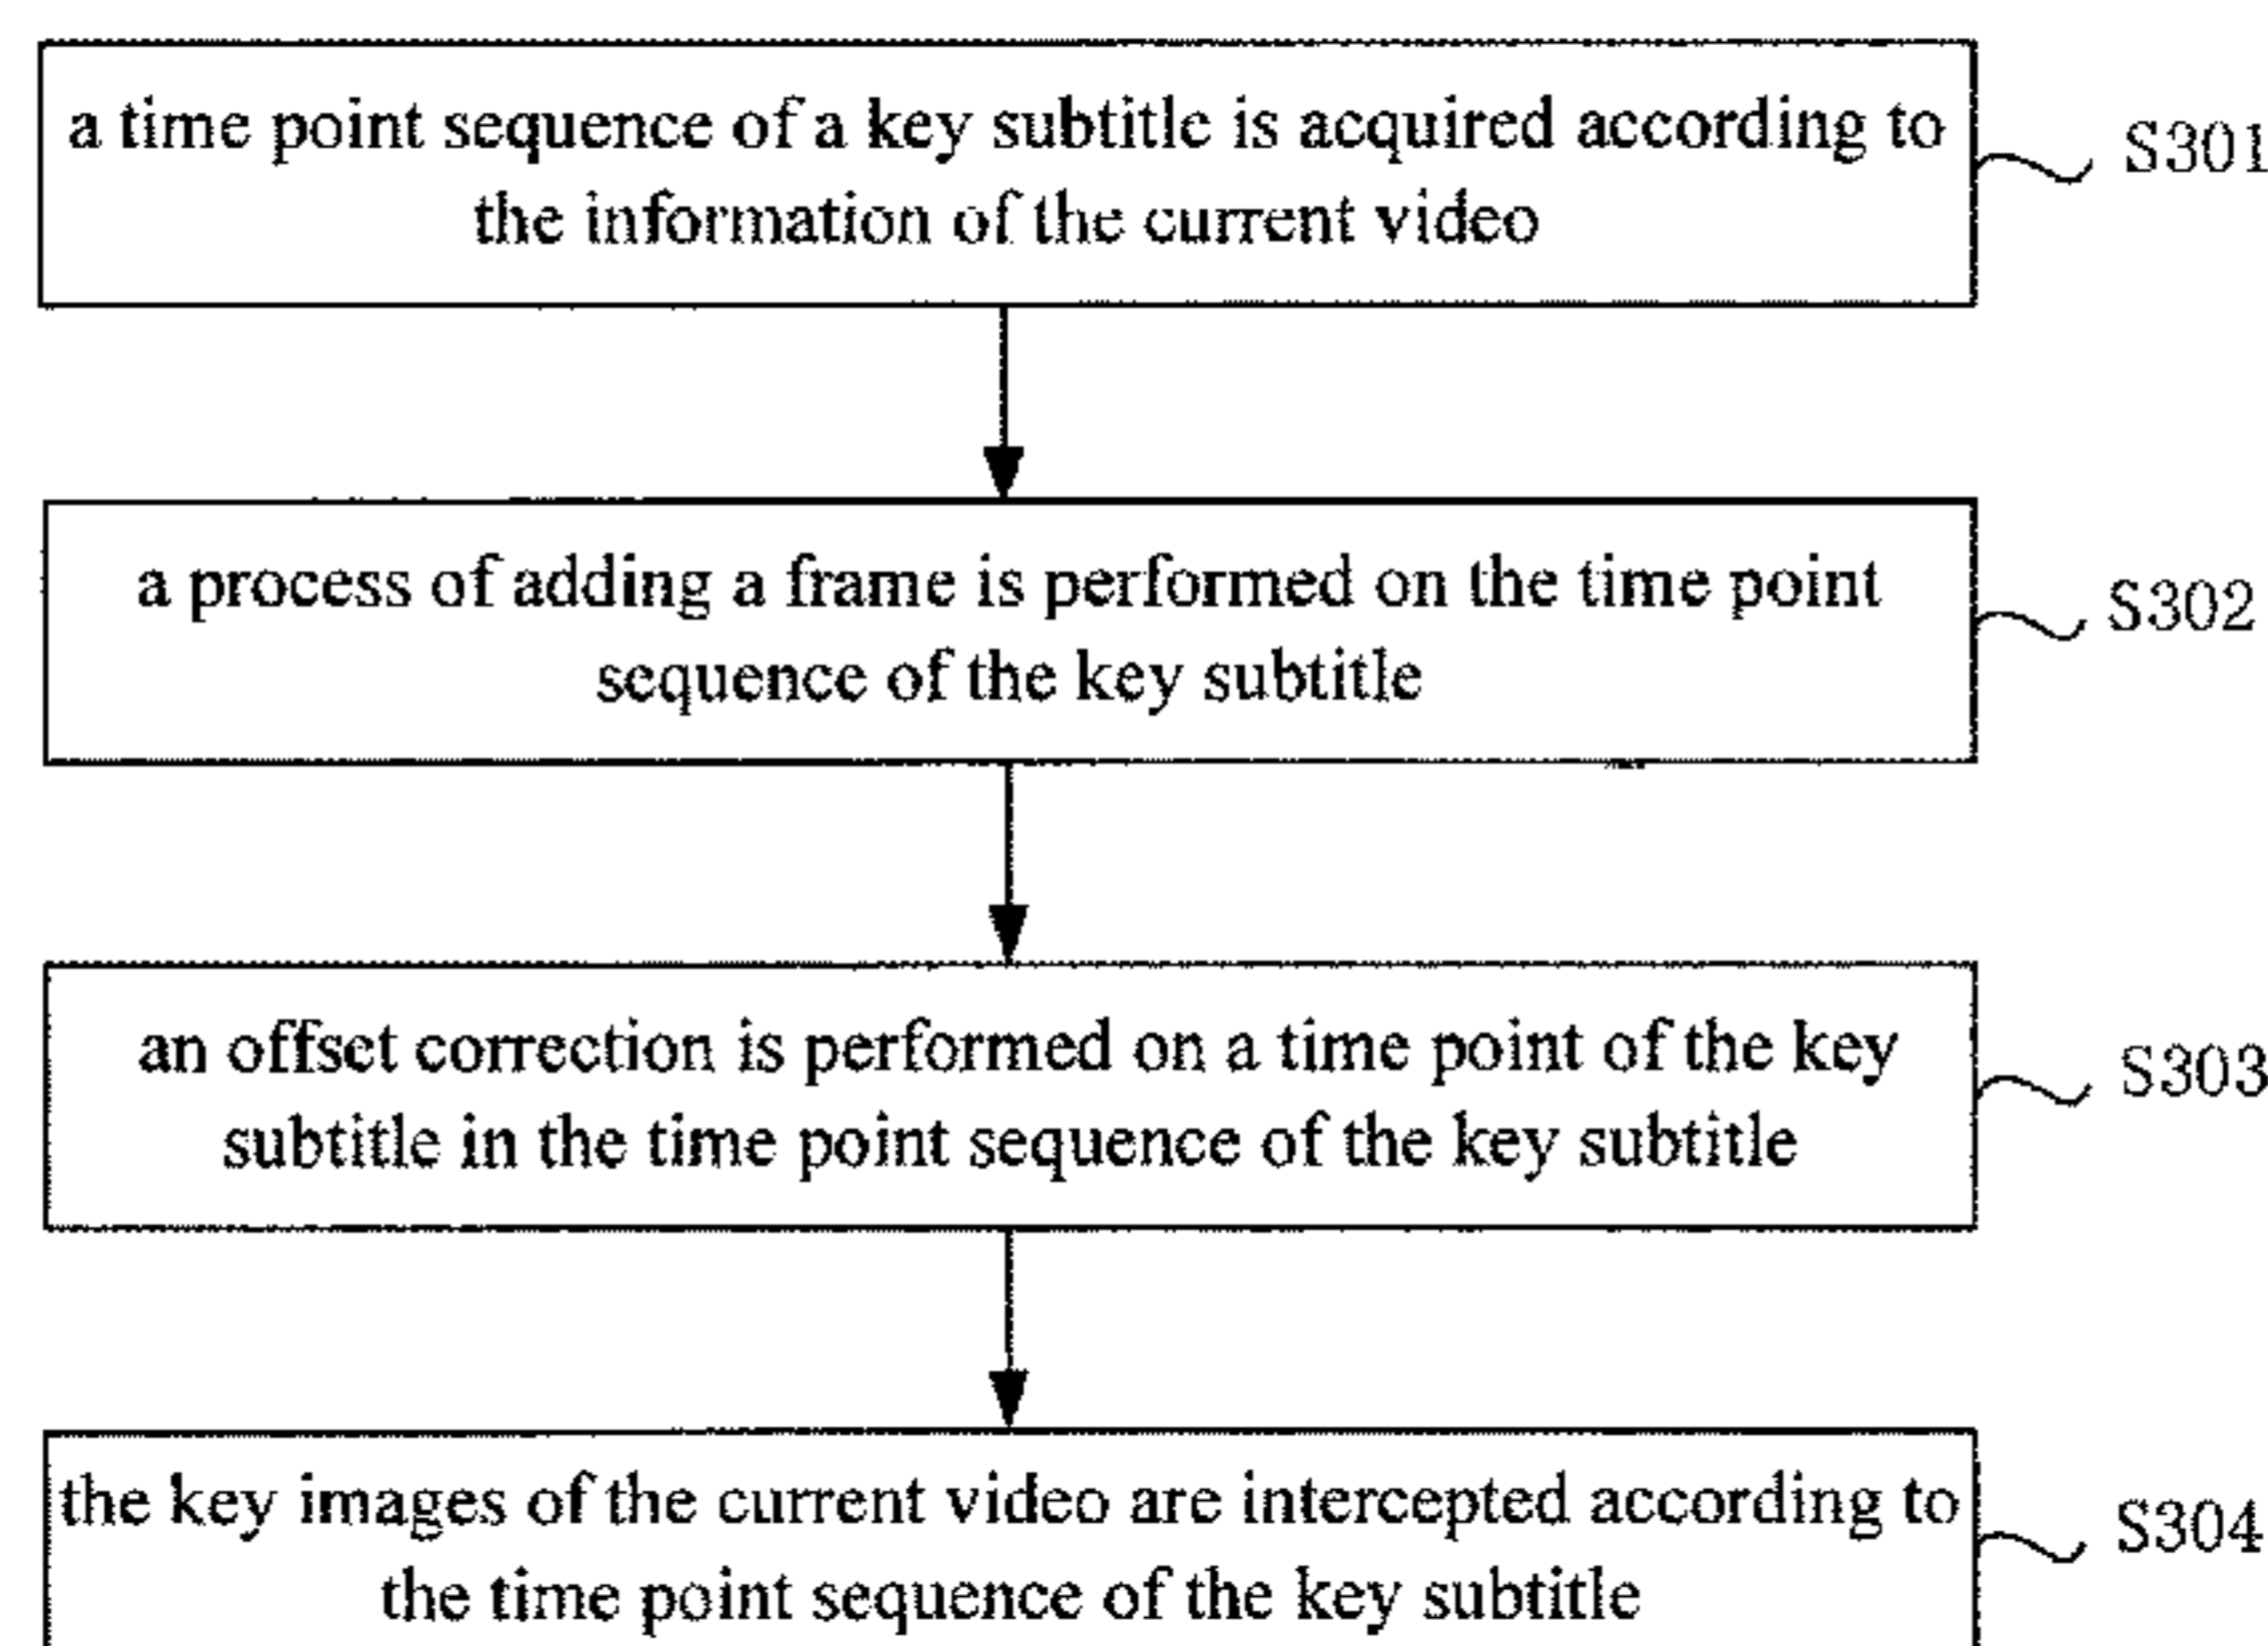 a time point sequence of a key subtitle is acquired according to
the information of the current video
S301
a process of adding a frame is performed on the time point
sequence of the key subtitle
S302
an offset correction is performed on a time point of the key
subtitle in the time point sequence of the key subtitle
S303
the key images of the current video are intercepted according to
the time point sequence of the key subtitle
S304